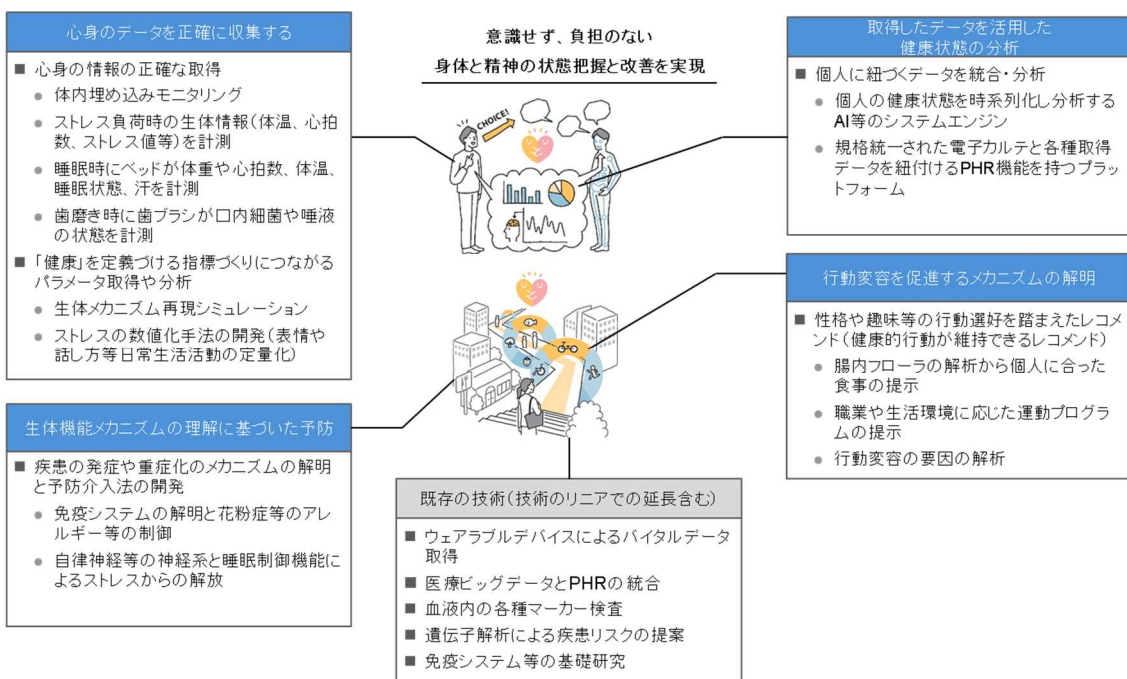 心身のデータを正確に収集する
■ 心身の情報の正確な取得
● 体内埋め込みモニタリング
● ストレス負荷時の生体情報(体温、心拍
数、ストレス値等)を計測
● 睡眠時にベッドが体重や心拍数、体温、
睡眠状態、汗を計測
● 歯磨き時に歯ブラシが口内細菌や唾液
の状態を計測
■ 「健康」を定義づける指標づくりにつながる
パラメータ取得や分析
● 生体メカニズム再現シミュレーション
● ストレスの数値化手法の開発(表情や
話し方等日常生活活動の定量化)
意識せず、負担のない
身体と精神の状態把握と改善を実現
CHOICE!
取得したデータを活用した
健康状態の分析
■ 個人に紐づくデータを統合・分析
● 個人の健康状態を時系列化し分析する
AI等のシステムエンジン
● 規格統一された電子カルテと各種取得
データを紐付けるPHR機能を持つプラッ
トフォーム
行動変容を促進するメカニズムの解明
■ 性格や趣味等の行動選好を踏まえたレコメ
ンド(健康的行動が維持できるレコメンド)
● 腸内フローラの解析から個人に合った
食事の提示
● 職業や生活環境に応じた運動プログラ
ムの提示
● 行動変容の要因の解析
生体機能メカニズムの理解に基づいた予防
■ 疾患の発症や重症化のメカニズムの解明
と予防介入法の開発
● 免疫システムの解明と花粉症等のアレ
ルギー等の制御
● 自律神経等の神経系と睡眠制御機能に
よるストレスからの解放
既存の技術(技術のリニアでの延長含む)
■ ウェアラブルデバイスによるバイタルデータ
取得
■ 医療ビッグデータとPHRの統合
■ 血液内の各種マーカー検査
■ 遺伝子解析による疾患リスクの提案
■ 免疫システム等の基礎研究